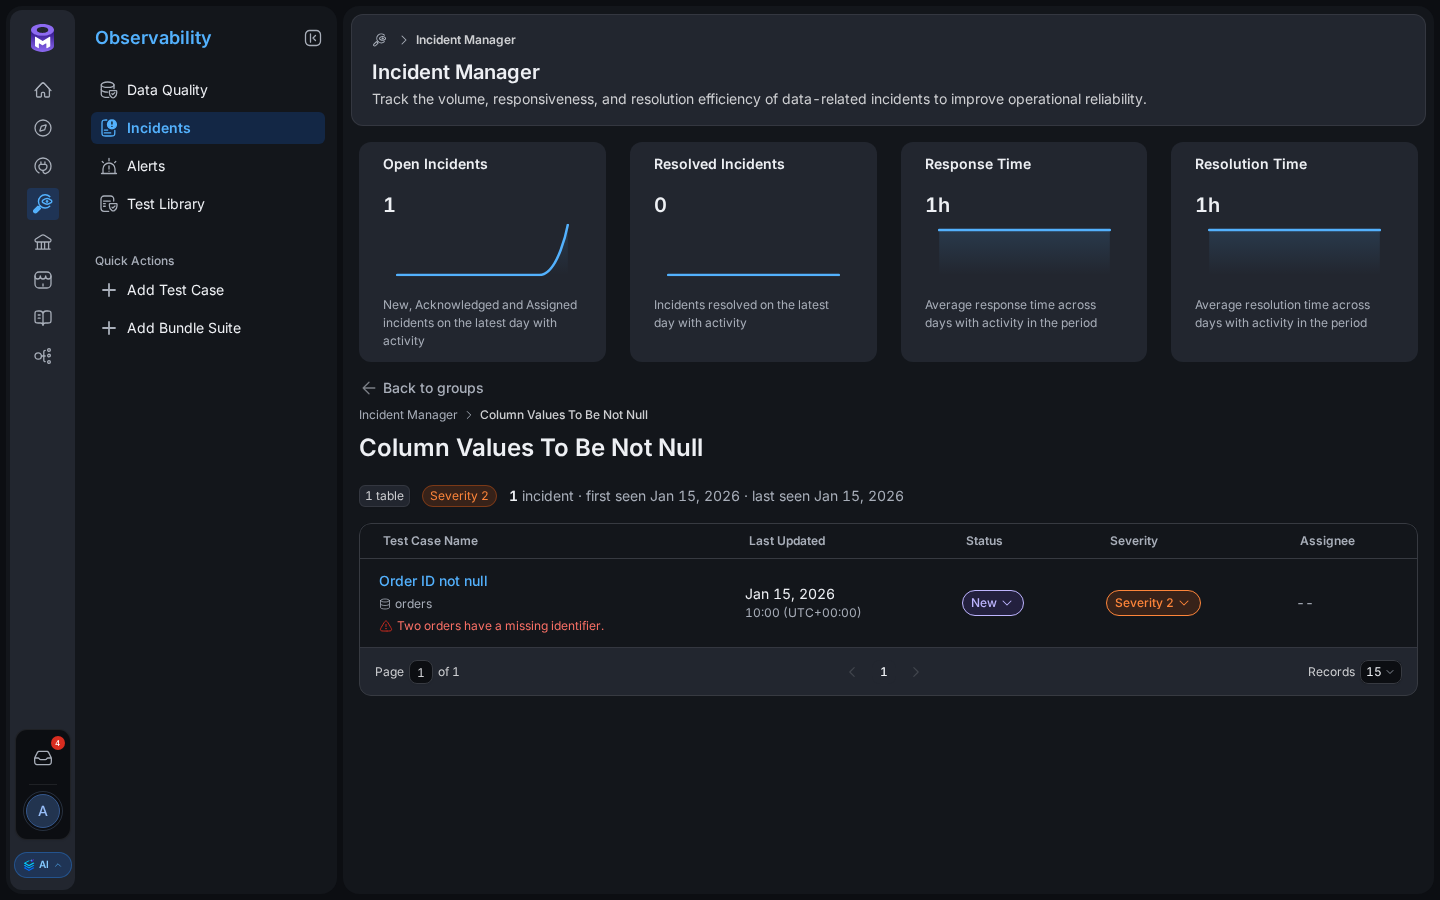 Observability
Data Quality
Incidents
Alerts
Test Library
Quick Actions
Add Test Case
Add Bundle Suite
4
A
AI
Incident Manager
Incident Manager
Track the volume, responsiveness, and resolution efficiency of data-related incidents to improve operational reliability.
Open Incidents
1
New, Acknowledged and Assigned
incidents on the latest day with
activity
Resolved Incidents
0
Incidents resolved on the latest
day with activity
Response Time
1h
Average response time across
days with activity in the period
Resolution Time
1h
Average resolution time across
days with activity in the period
Back to groups
Incident Manager Column Values To Be Not Null
Column Values To Be Not Null
1 table Severity 2 1 incident · first seen Jan 15, 2026 · last seen Jan 15, 2026
Test Case Name Last Updated Status Severity Assignee
Order ID not null
orders
Two orders have a missing identifier.
Jan 15, 2026
10:00 (UTC+00:00)
New
Severity 2
--
Page 1 of 1
1
Records 15